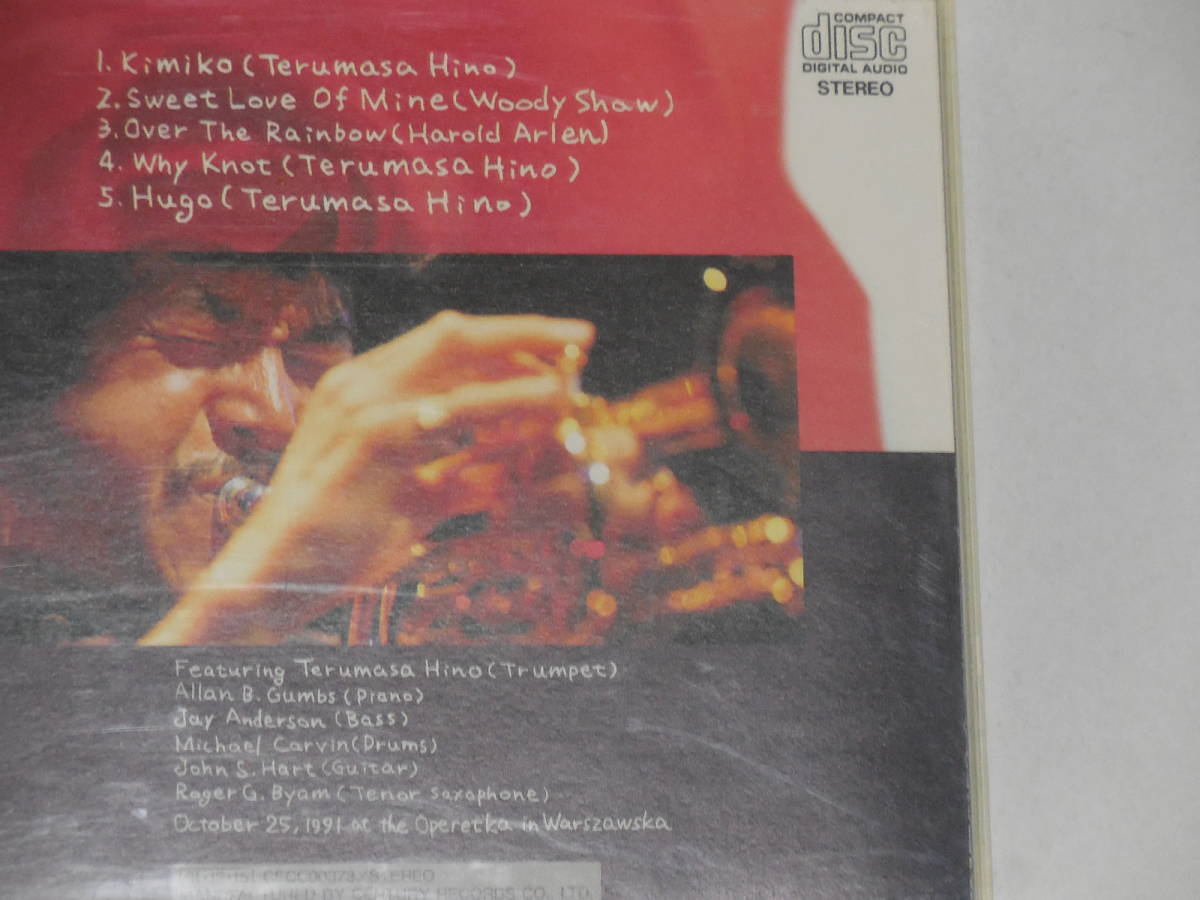 1. Kimiko (Terumasa Hino)
2. Sweet Love Of Mine (Woody Shaw)
3. Over The Rainbow (Harold Arlen)
4. Why Knot (Terumasa Hino)
5. Hugo (Terumasa Hino)
COMPACT
disc
DIGITAL AUDIO
STEREO
Featuring Terumasa Hino (Trumpet)
Allan B. Gumbs (Piano)
Jay Anderson (Bass)
Michael Carvin (Drums)
John S. Hart (Guitar)
Roger G. Byam (Tenor Saxophone)
October 25, 1991 at the Operetka in Warszawska
STEREO
MANUFACTURED BY CENTURY RECORDS CO., LTD.